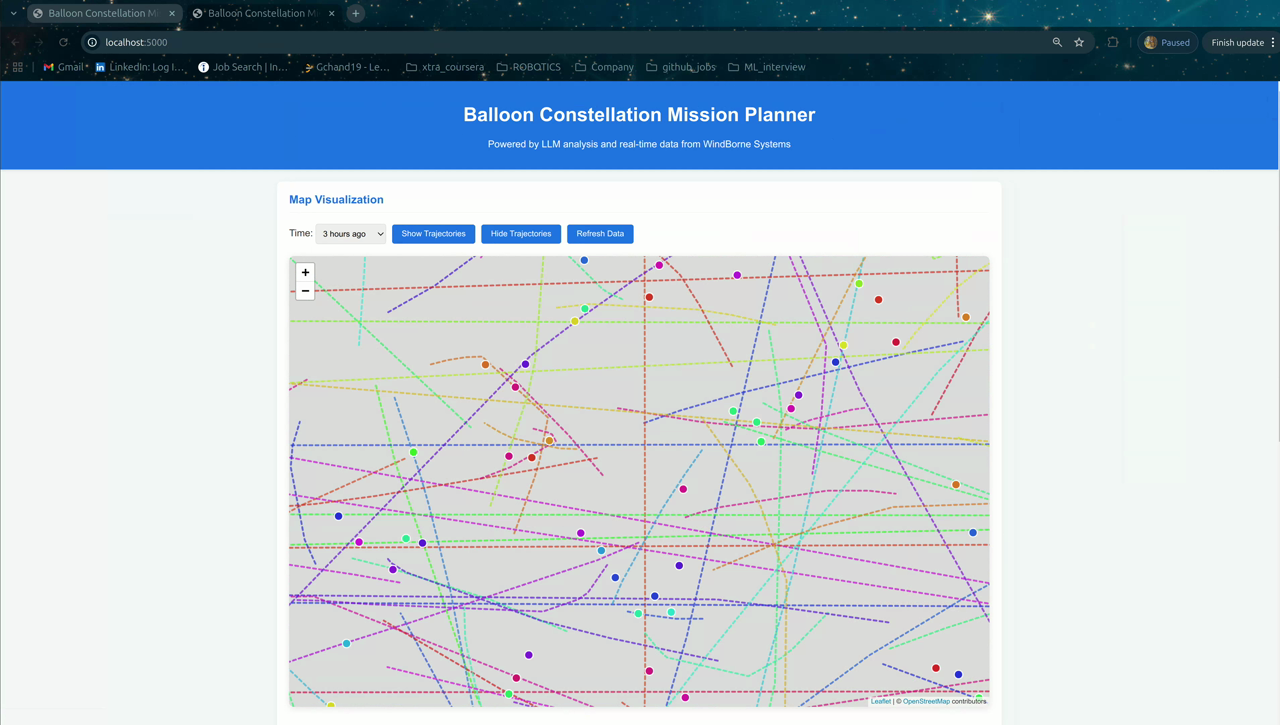 Balloon Constellation Mi
Balloon Constellation M
localhost:5000
Paused
Finish update
Gmail
LinkedIn: Log I...
Job Search | In...
Gchand19 - Le...
xtra_coursera
-ROBOTICS
Company
github_jobs
ML_interview
Balloon Constellation Mission Planner
Powered by LLM analysis and real-time data from WindBorne Systems
Map Visualization
Time: 3 hours ago Show Trajectories Hide Trajectories Refresh Data
+
−
Leaflet | © OpenStreetMap contributors